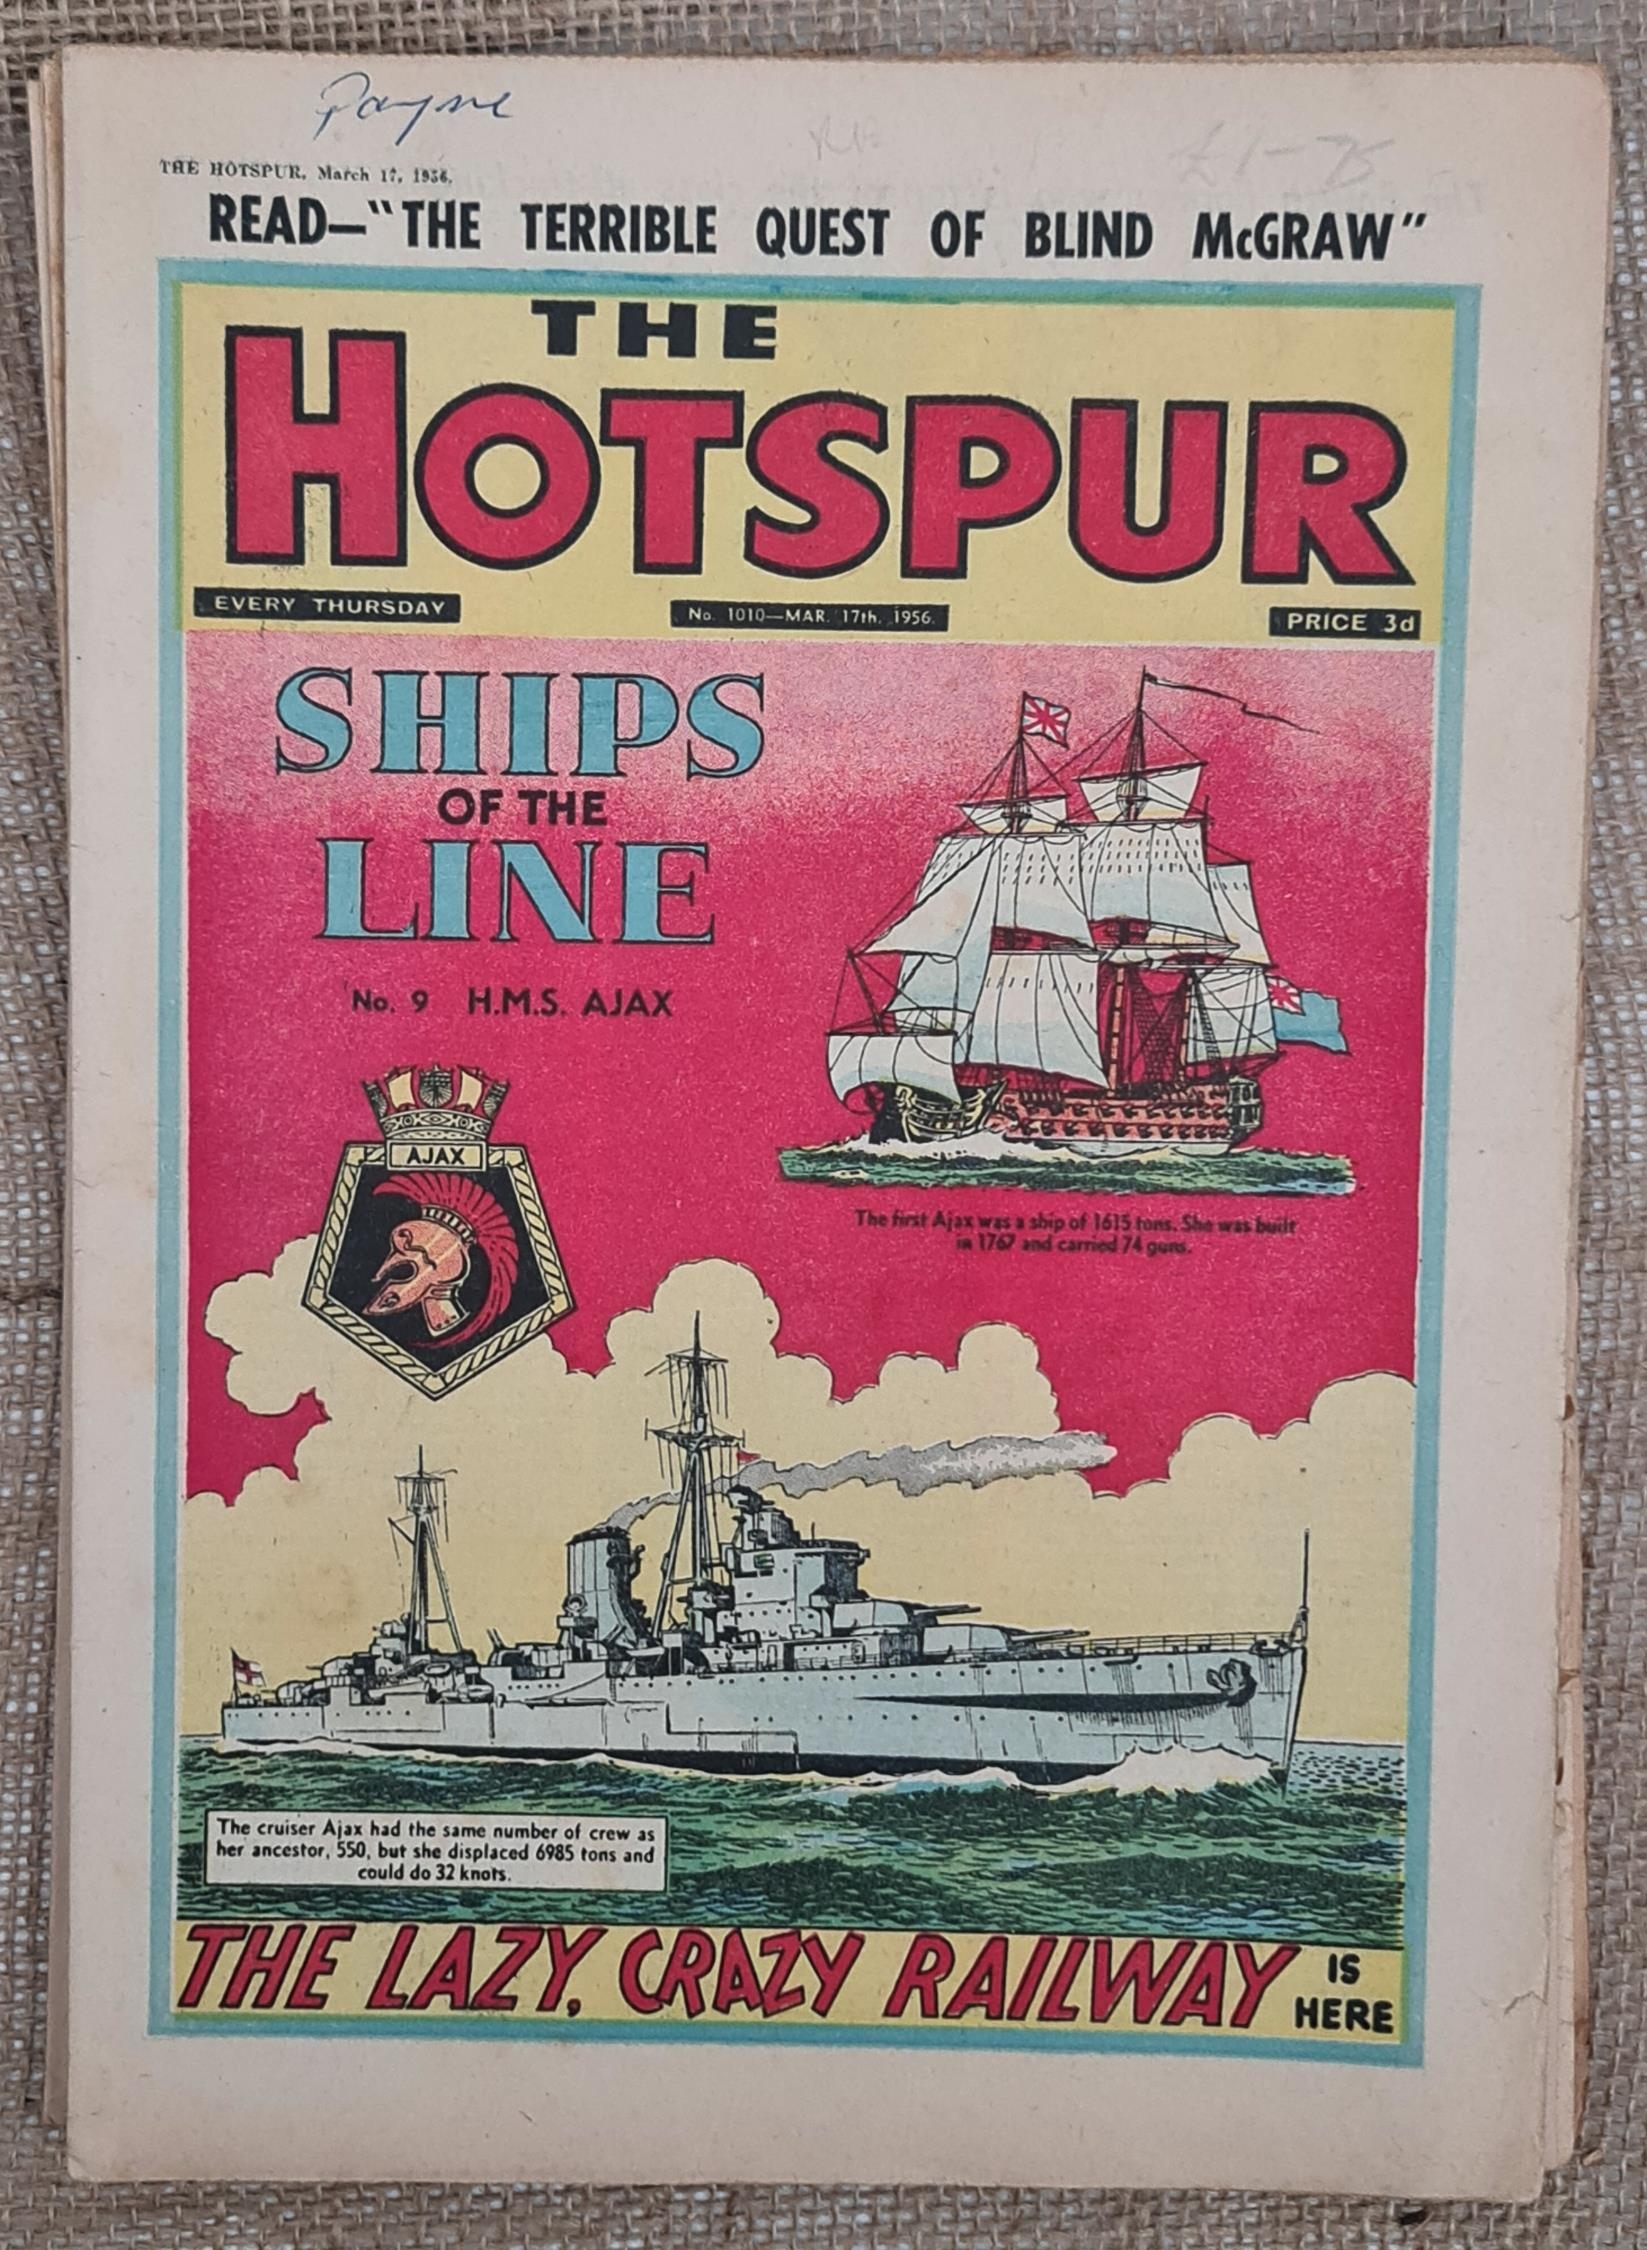 Payne
£1-75
THE HOTSPUR, March 17, 1956.
READ—"THE TERRIBLE QUEST OF BLIND McGRAW"
THE
HOTSPUR
EVERY THURSDAY
No. 1010—MAR. 17th, 1956.
PRICE 3d
SHIPS
OF THE
LINE
No. 9 H.M.S. AJAX
AJAX
The first Ajax was a ship of 1615 tons. She was built
in 1767 and carried 74 guns.
The cruiser Ajax had the same number of crew as
her ancestor, 550, but she displaced 6985 tons and
could do 32 knots.
THE LAZY, CRAZY RAILWAY IS
HERE